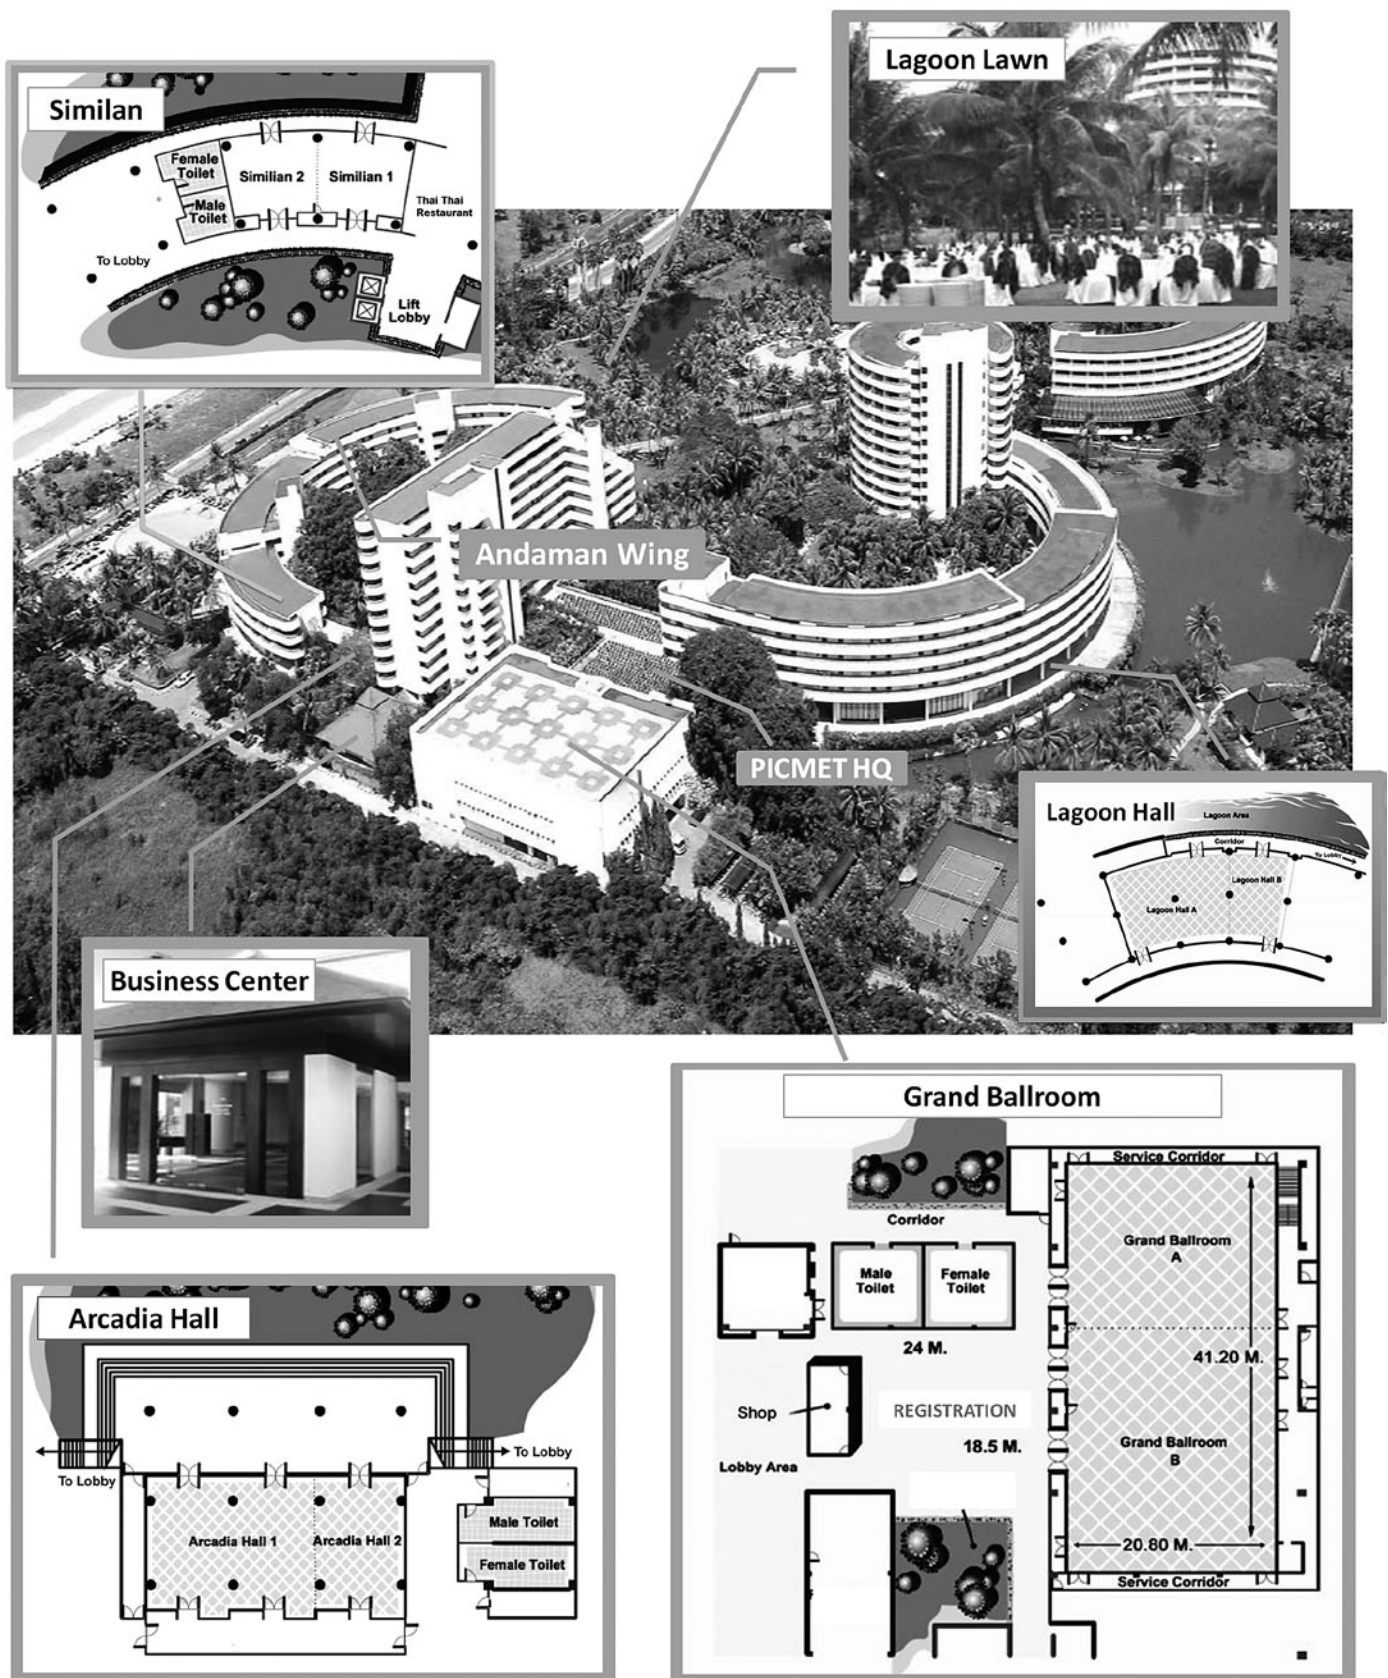 Lagoon Lawn
Similan
Female
Toilet
Similian 2
Similian 1
Male
Toilet
Thai Thai
Restaurant
To Lobby
Lift
Lobby
Andaman Wing
PICMET HQ
Lagoon Hall
Lagoon Area
Corridor
To Lobby
Lagoon Hall B
Lagoon Hall A
Business Center
Grand Ballroom
Service Corridor
Corridor
Grand Ballroom
A
Male
Toilet
Female
Toilet
24 M.
41.20 M.
Shop
REGISTRATION
18.5 M.
Grand Ballroom
B
Lobby Area
20.80 M.
Service Corridor
Arcadia Hall
To Lobby
To Lobby
Arcadia Hall 1
Arcadia Hall 2
Male Toilet
Female Toilet